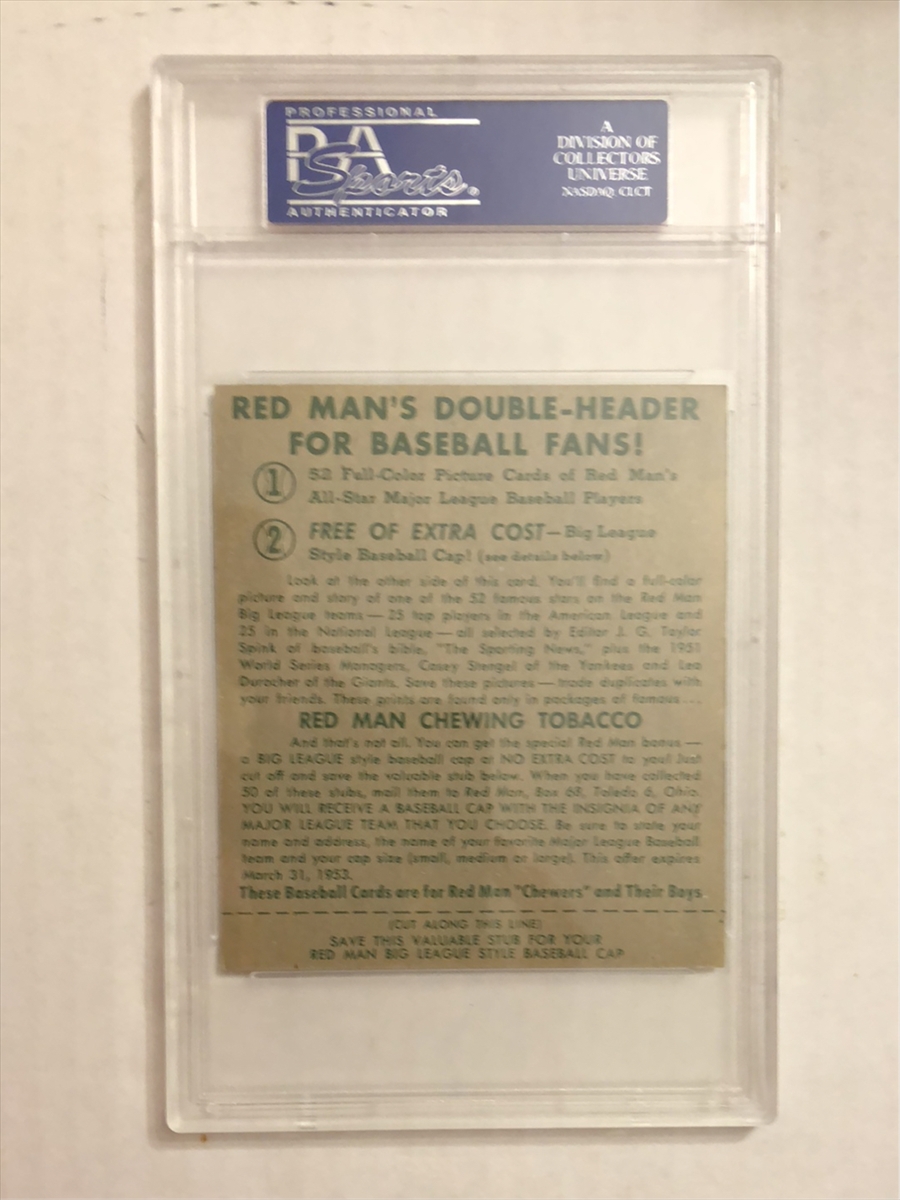 PROFESSIONAL
PSA
Sports
AUTHENTICATOR
A
DIVISION OF
COLLECTORS
UNIVERSE
NASDAQ: CLCT
RED MAN'S DOUBLE-HEADER
FOR BASEBALL FANS!
1 52 Full-Color Picture Cards of Red Man's
All-Star Major League Baseball Players
2 FREE OF EXTRA COST—Big League
Style Baseball Cap! (see details below)
Look at the other side of this card. You'll find a full-color
picture and story of one of the 52 famous stars on the Red Man
Big League teams — 25 top players in the American League and
25 in the National League — all selected by Editor J. G. Taylor
Spink of baseball's bible, "The Sporting News," plus the 1951
World Series Managers, Casey Stengel of the Yankees and Leo
Durocher of the Giants. Save these pictures — trade duplicates with
your friends. These prints are found only in packages of famous...
RED MAN CHEWING TOBACCO
And that's not all. You can get the special Red Man bonus —
a BIG LEAGUE style baseball cap at NO EXTRA COST to you! Just
cut off and save the valuable stub below. When you have collected
50 of these stubs, mail them to Red Man, Box 68, Toledo 6, Ohio.
YOU WILL RECEIVE A BASEBALL CAP WITH THE INSIGNIA OF ANY
MAJOR LEAGUE TEAM THAT YOU CHOOSE. Be sure to state your
name and address, the name of your favorite Major League Baseball
team and your cap size (small, medium or large). This offer expires
March 31, 1953.
These Baseball Cards are for Red Man "Chewers" and Their Boys
(CUT ALONG THIS LINE)
SAVE THIS VALUABLE STUB FOR YOUR
RED MAN BIG LEAGUE STYLE BASEBALL CAP